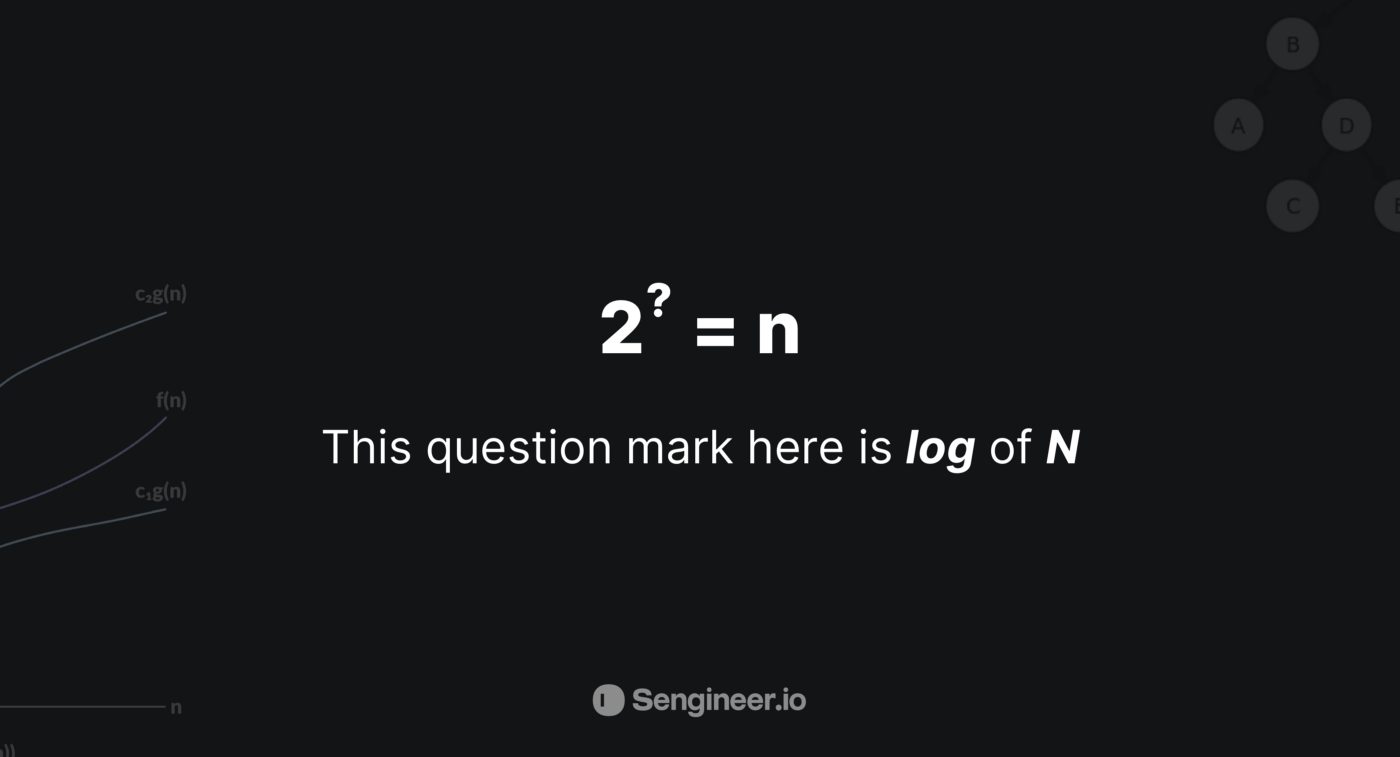 B
A
D
C
c₂g(n)
2? = n
f(n)
This question mark here is log of N
c₁g(n)
Sengineer.io
n